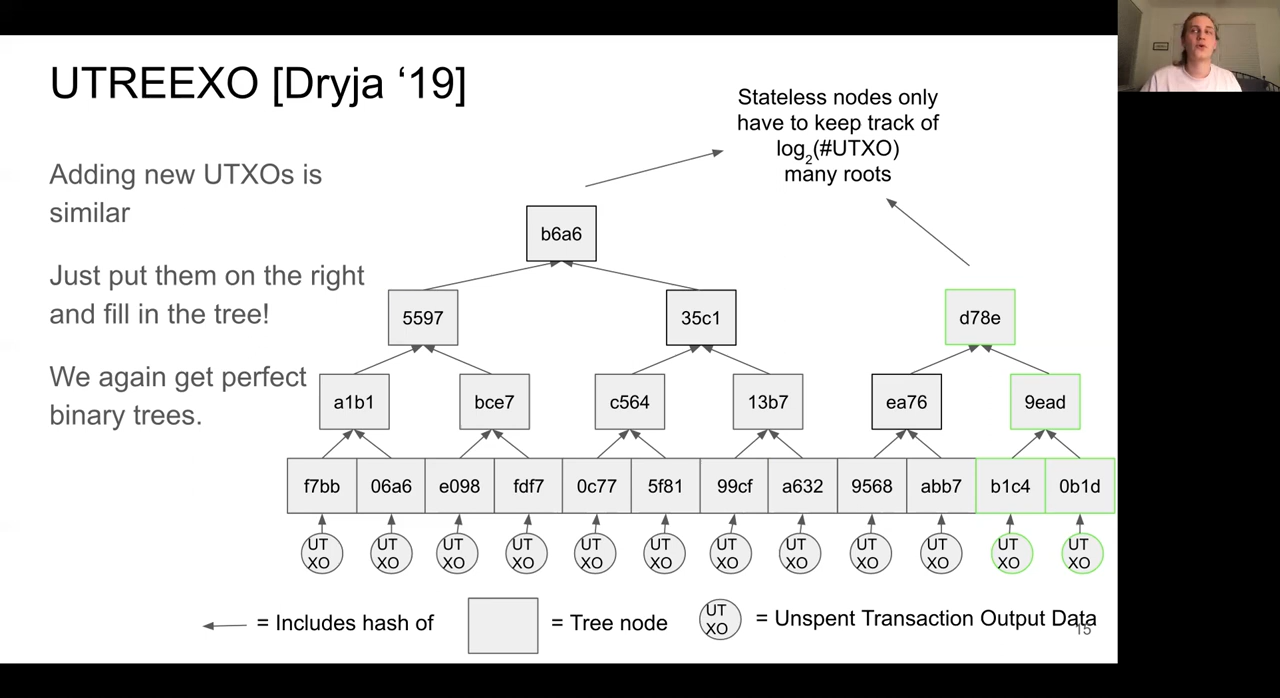 UTREEXO [Dryja ‘19]
Stateless nodes only
have to keep track of
log2(#UTXO)
many roots
Adding new UTXOs is
similar
Just put them on the right
and fill in the tree!
We again get perfect
binary trees.
b6a6
5597 35c1 d78e
a1b1 bce7 c564 13b7 ea76 9ead
f7bb 06a6 e098 fdf7 0c77 5f81 99cf a632 9568 abb7 b1c4 0b1d
UT UT UT UT UT UT UT UT UT UT UT UT
XO XO XO XO XO XO XO XO XO XO XO XO
= Includes hash of
= Tree node
UT
XO
= Unspent Transaction Output Data
15